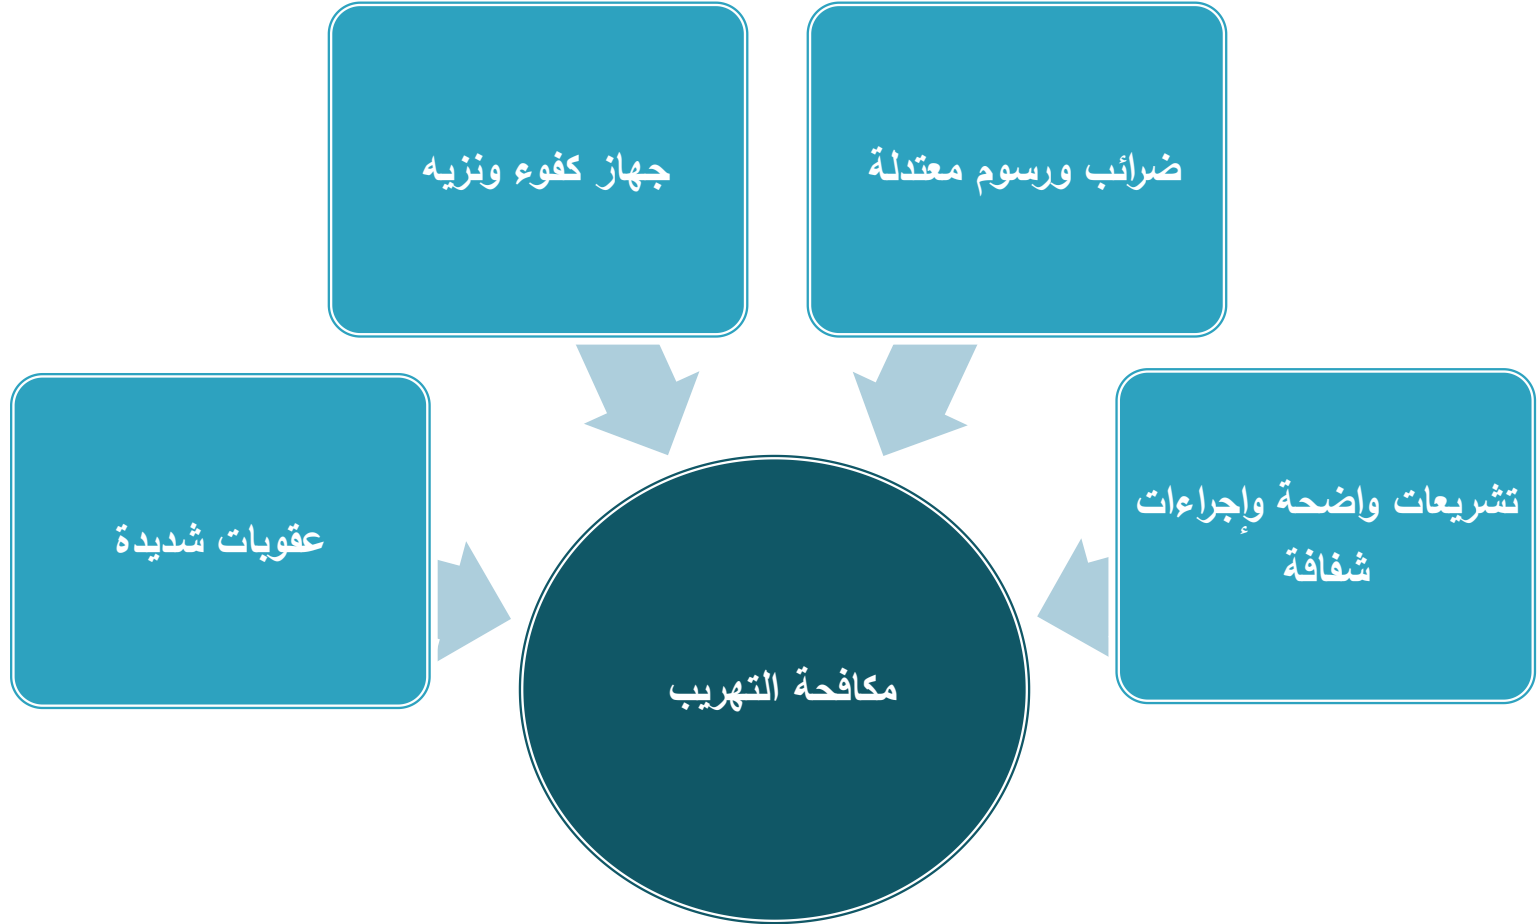 ضرائب ورسوم معتدلة
جهاز كفوء ونزيه
تشريعات واضحة وإجراءات
شفافة
عقوبات شديدة
مكافحة التهريب